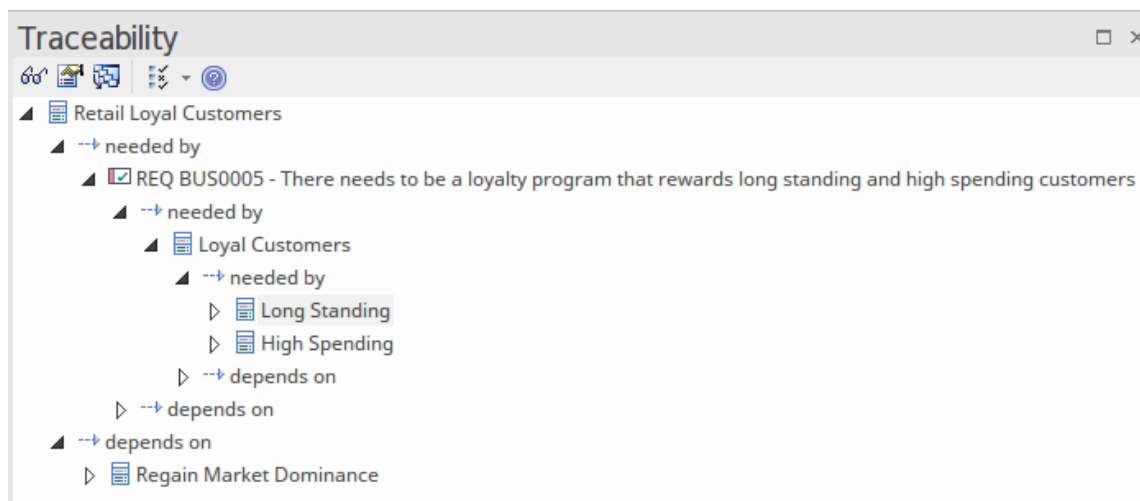 Traceability
Retail Loyal Customers
needed by
REQ BUS0005 - There needs to be a loyalty program that rewards long standing and high spending customers
needed by
Loyal Customers
needed by
Long Standing
High Spending
depends on
depends on
depends on
Regain Market Dominance